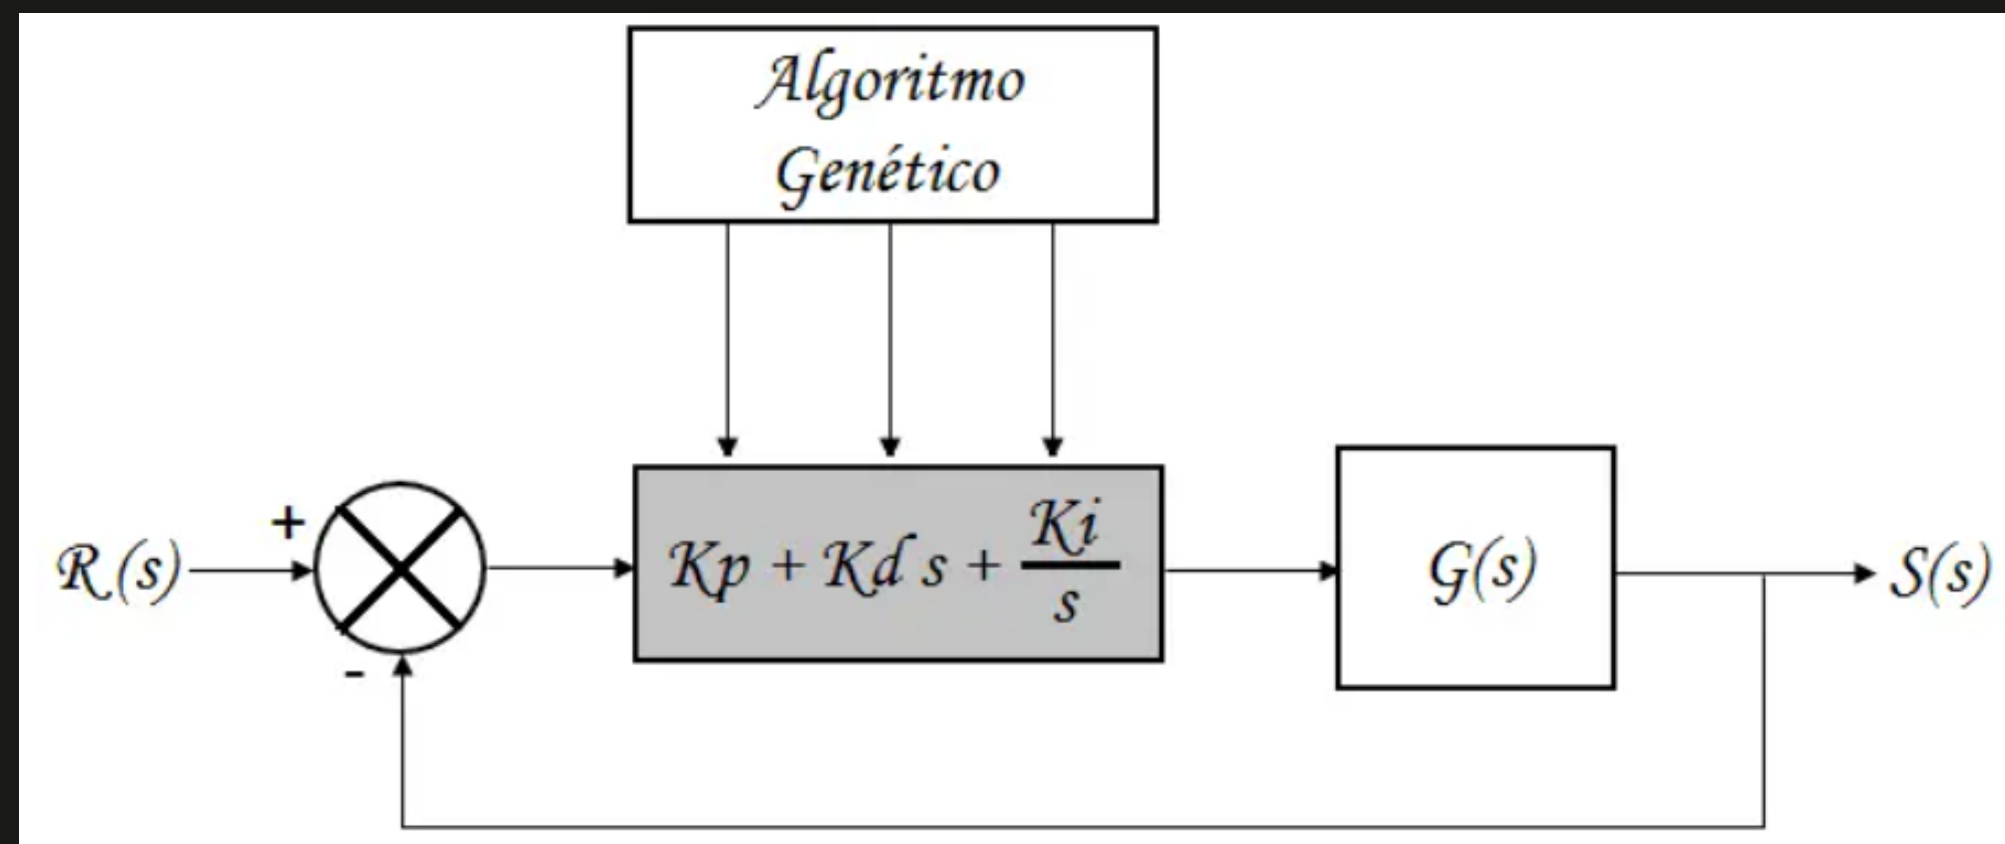 Algoritmo
Genético
+
R(s)
Kp + Kd s + Ki
s
G(s)
S(s)
-